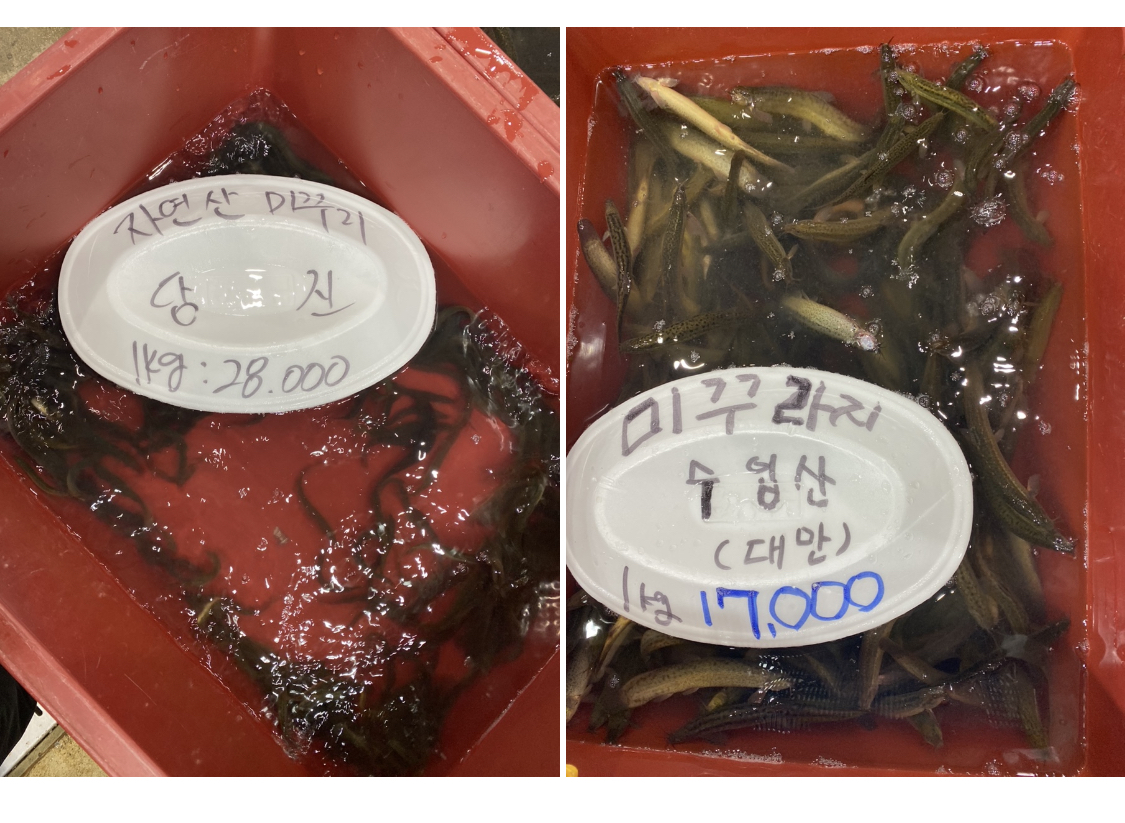 자연산 미꾸리
당 진
1kg : 28.000
미꾸라지
수입산
(대만)
1kg 17,000